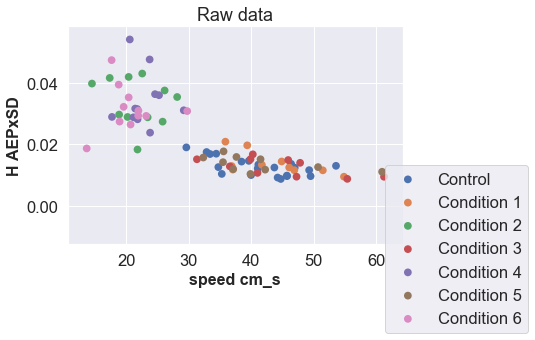 Raw data
H AEPxSD
0.04
0.02
0.00
20 30 40 50 60
speed cm_s
Control
Condition 1
Condition 2
Condition 3
Condition 4
Condition 5
Condition 6